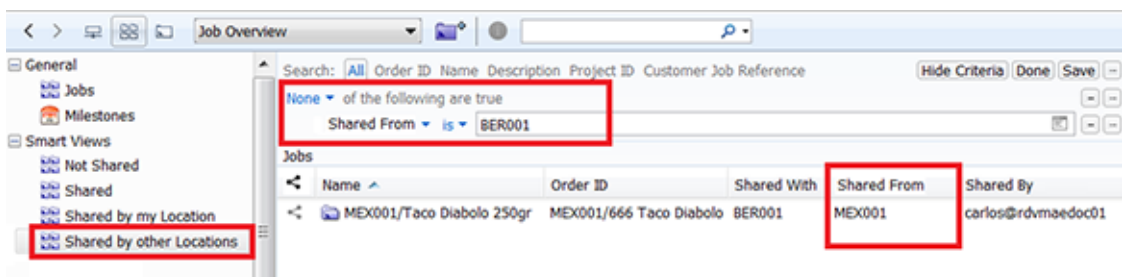 Job Overview
General
Jobs
Milestones
Smart Views
Not Shared
Shared
Shared by my Location
Shared by other Locations
Search: All Order ID Name Description Project ID Customer Job Reference Hide Criteria Done Save
None of the following are true
Shared From is BER001
Jobs
Name Order ID Shared With Shared From Shared By
MEX001/Taco Diabolo 250gr MEX001/666 Taco Diabolo BER001 MEX001 carlos@rdvmaedoc01